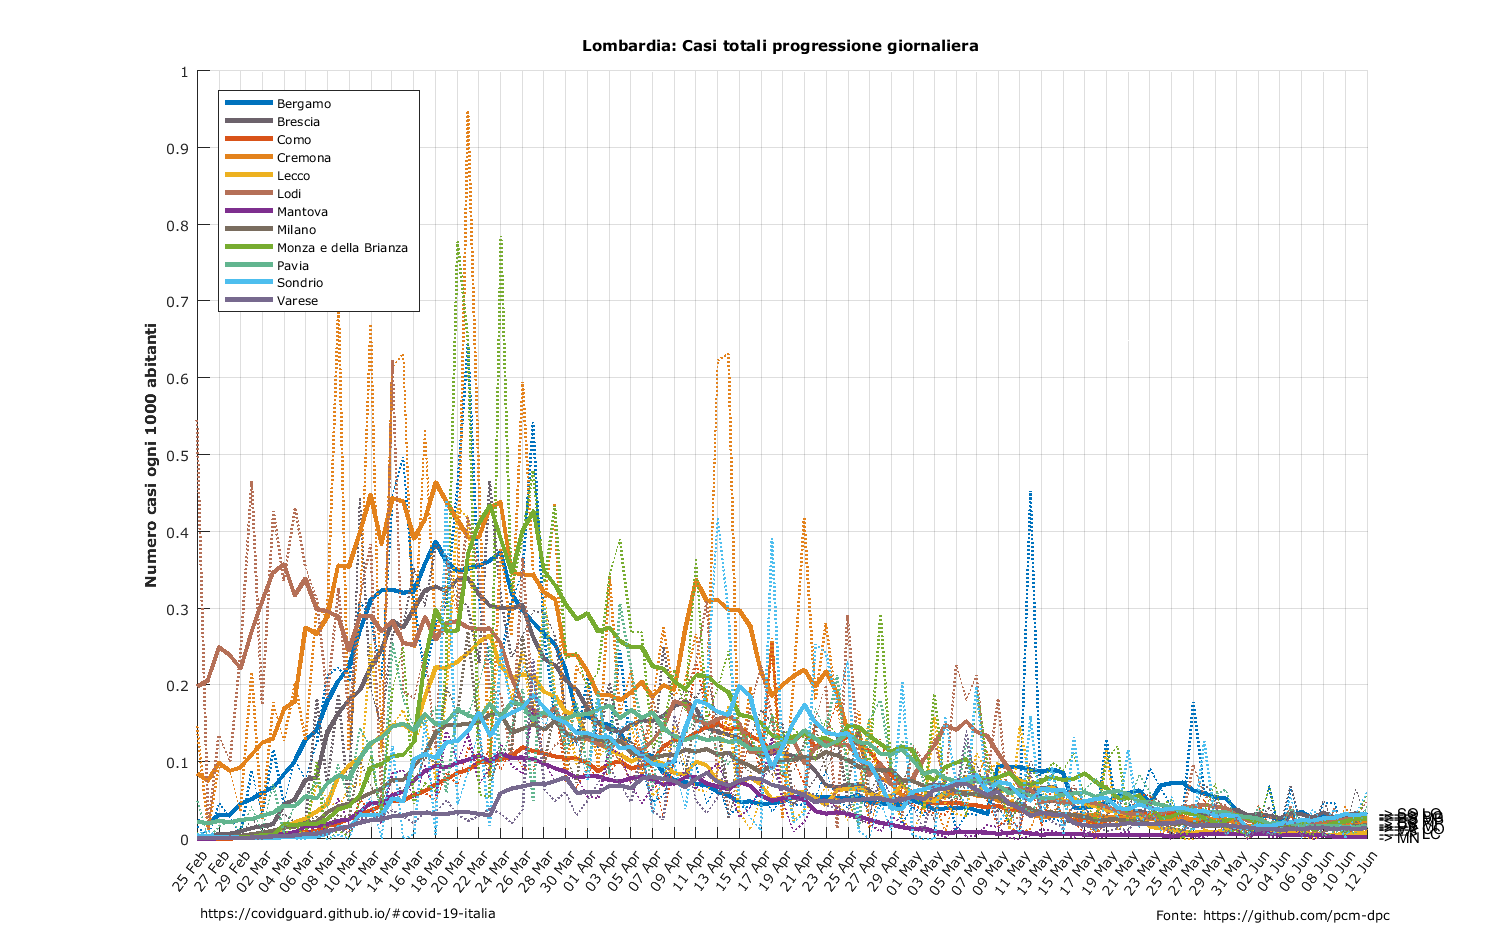 Lombardia: Casi totali progressione giornaliera
Numero casi ogni 1000 abitanti
1
0.9
0.8
0.7
0.6
0.5
0.4
0.3
0.2
0.1
0
Bergamo
Brescia
Como
Cremona
Lecco
Lodi
Mantova
Milano
Monza e della Brianza
Pavia
Sondrio
Varese
25 Feb
27 Feb
29 Feb
02 Mar
04 Mar
06 Mar
08 Mar
10 Mar
12 Mar
14 Mar
16 Mar
18 Mar
20 Mar
22 Mar
24 Mar
26 Mar
28 Mar
30 Mar
01 Apr
03 Apr
05 Apr
07 Apr
09 Apr
11 Apr
13 Apr
15 Apr
17 Apr
19 Apr
21 Apr
23 Apr
25 Apr
27 Apr
29 Apr
01 May
03 May
05 May
07 May
09 May
11 May
13 May
15 May
17 May
19 May
21 May
23 May
25 May
27 May
29 May
31 May
02 Jun
04 Jun
06 Jun
08 Jun
10 Jun
12 Jun
-> MN
https://covidguard.github.io/#covid-19-italia
Fonte: https://github.com/pcm-dpc